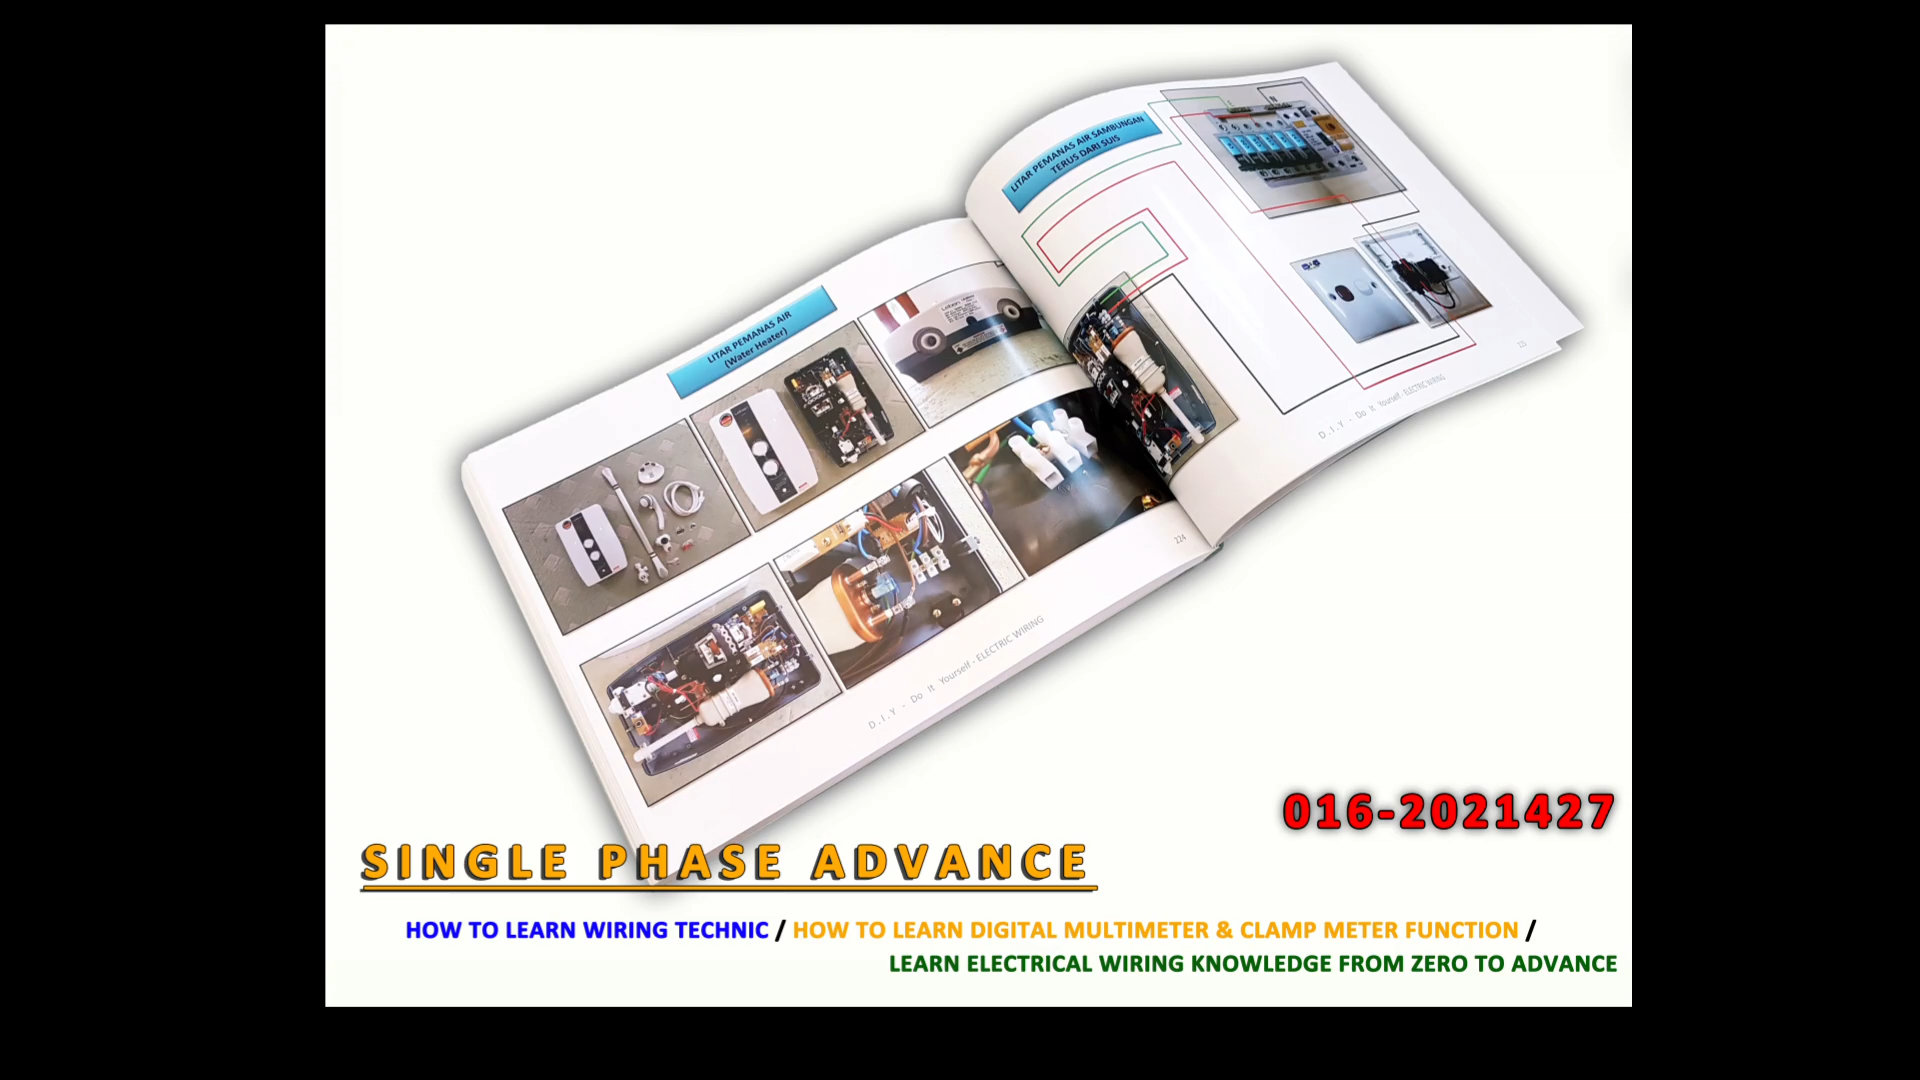 LITAR PEMANAS AIR SAMBUNGAN
TERUS DARI SUIS
LITAR PEMANAS AIR
(Water Heater)
224
D.I.Y - Do It Yourself - ELECTRIC WIRING
D.I.Y - Do It Yourself - ELECTRIC WIRING
016-2021427
SINGLE PHASE ADVANCE
HOW TO LEARN WIRING TECHNIC / HOW TO LEARN DIGITAL MULTIMETER & CLAMP METER FUNCTION /
LEARN ELECTRICAL WIRING KNOWLEDGE FROM ZERO TO ADVANCE